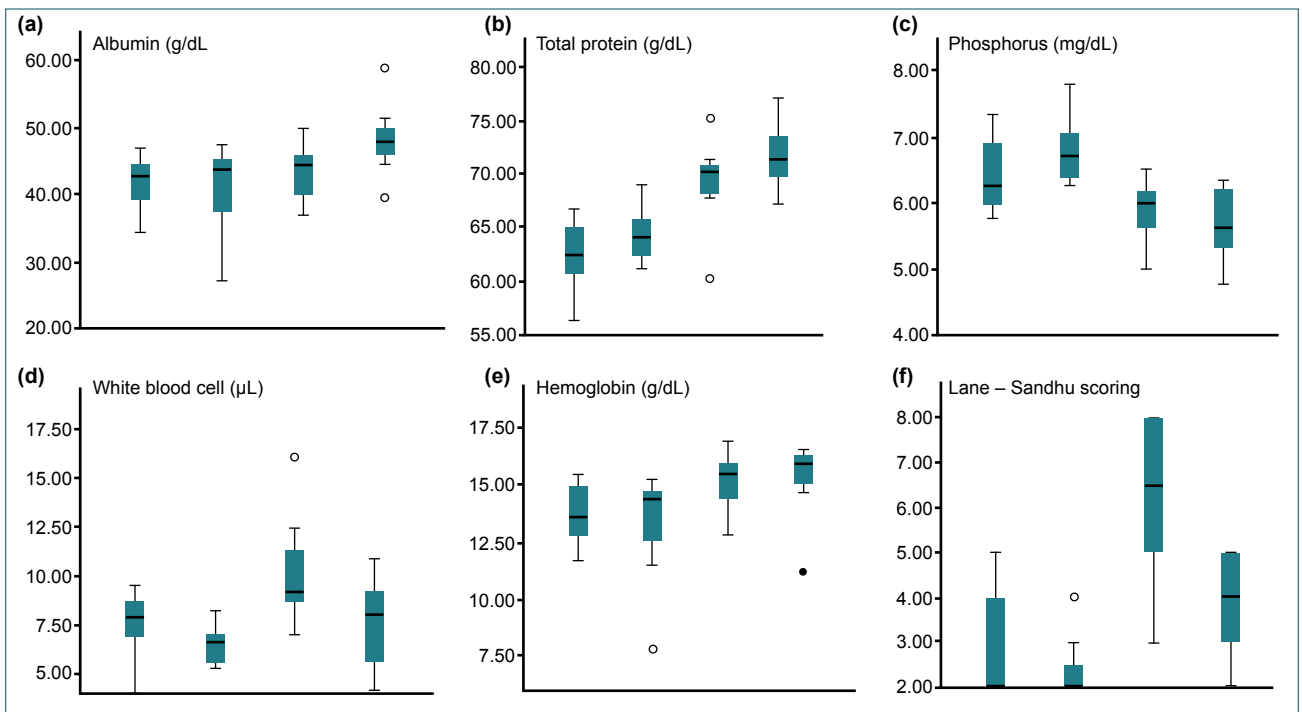 (a)
Albumin (g/dL
60.00
50.00
40.00
30.00
20.00
(b)
Total protein (g/dL)
80.00
75.00
70.00
65.00
60.00
55.00
(c)
Phosphorus (mg/dL)
8.00
7.00
6.00
5.00
4.00
(d)
White blood cell (µL)
17.50
15.00
12.50
10.00
7.50
5.00
(e)
Hemoglobin (g/dL)
17.50
15.00
12.50
10.00
7.50
(f)
Lane – Sandhu scoring
8.00
7.00
6.00
5.00
4.00
3.00
2.00